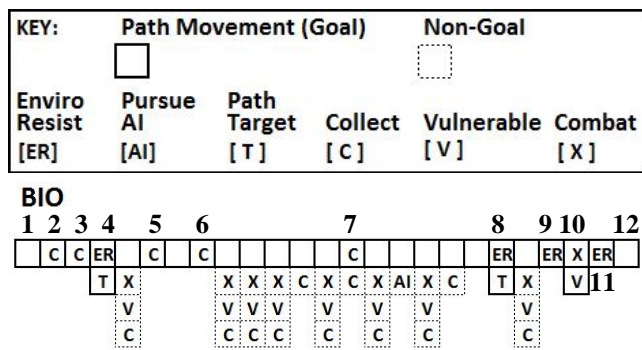 KEY: Path Movement (Goal) Non-Goal
Enviro Pursue Path
Resist AI Target Collect Vulnerable Combat
[ER] [AI] [ T ] [ C ] [ V ] [ X ]
BIO
1 2 3 4 5 6 7 8 9 10 12
C C ER C C C ER ER X ER
T X X X X C X C X AI X C T X V 11
V V V V V V V V
C C C C C C C C